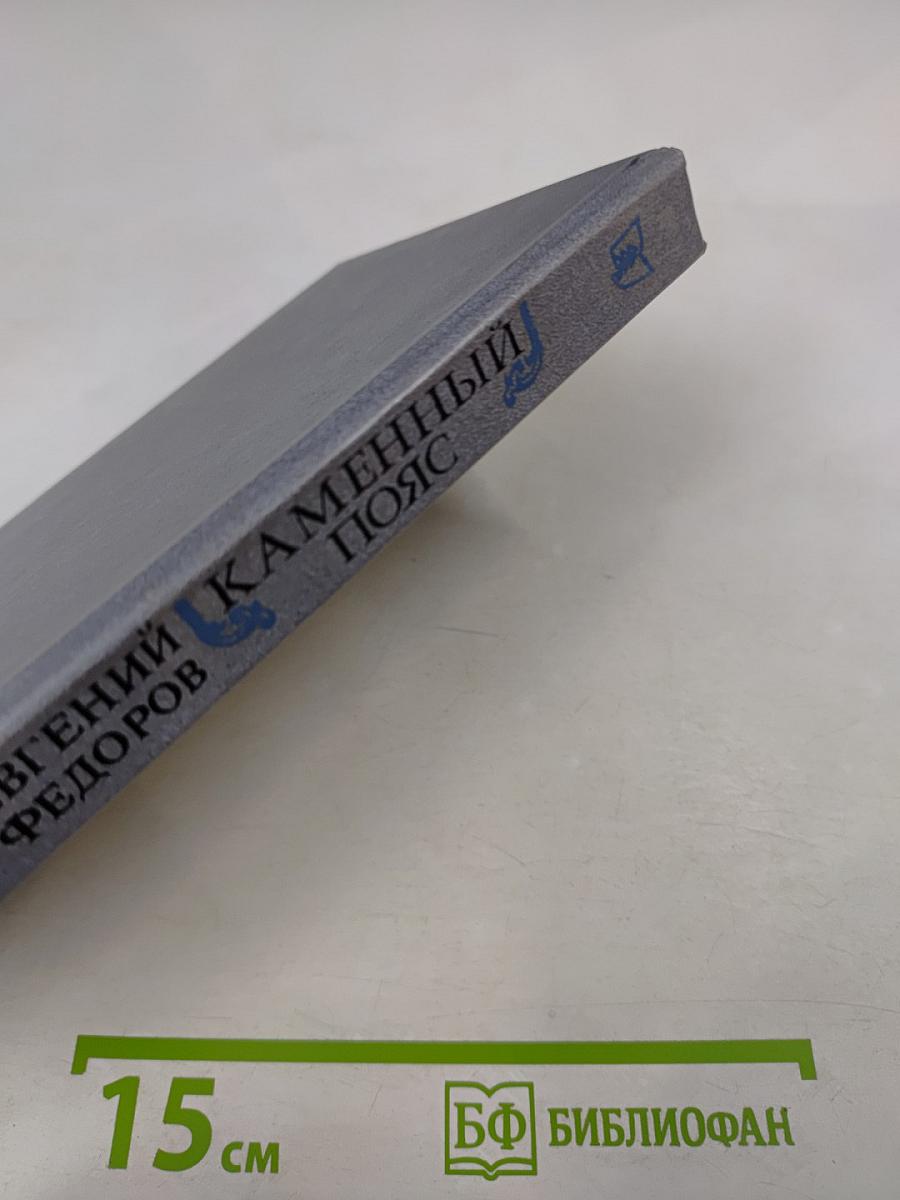 ЕВГЕНИЙ
ФЕДОРОВ
КАМЕННЫЙ
ПОЯС
15 см
БФ БИБЛИОФАН